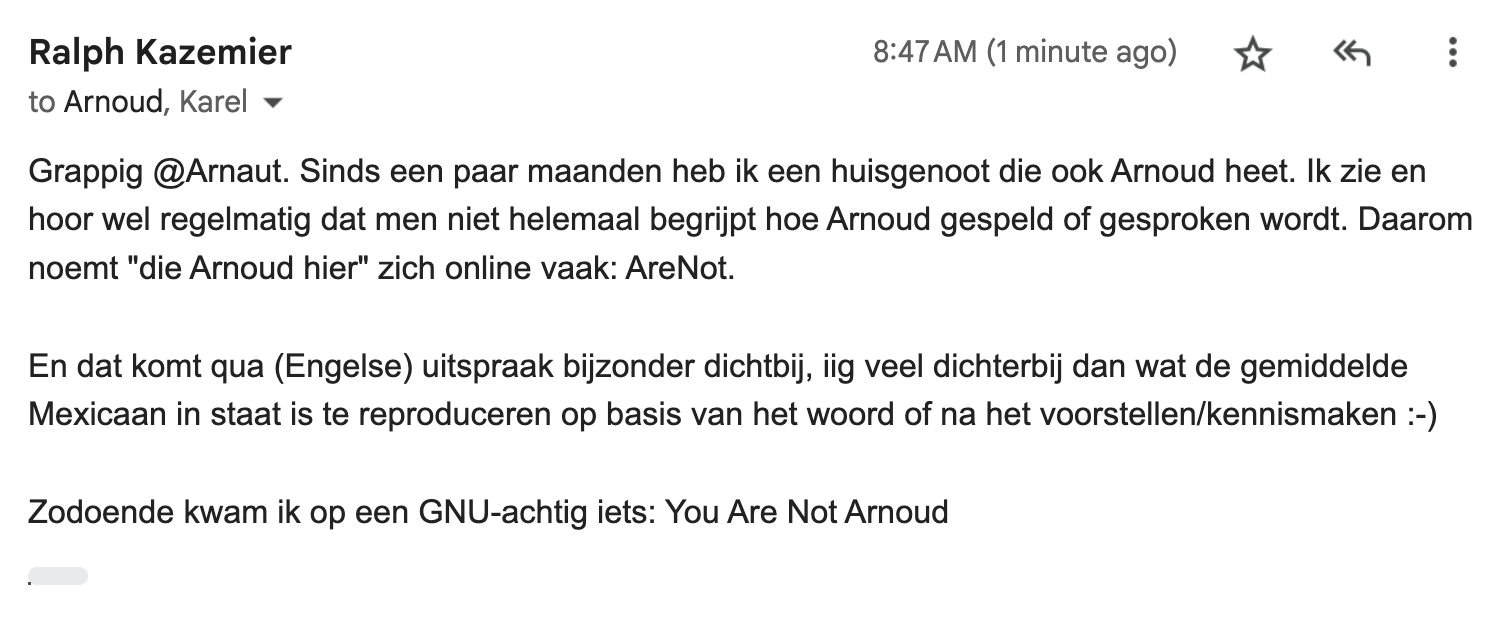 Ralph Kazemier
8:47 AM (1 minute ago)
to Arnoud, Karel
Grappig @Arnaut. Sinds een paar maanden heb ik een huisgenoot die ook Arnoud heet. Ik zie en
hoor wel regelmatig dat men niet helemaal begrijpt hoe Arnoud gespeld of gesproken wordt. Daarom
noemt "die Arnoud hier" zich online vaak: AreNot.
En dat komt qua (Engelse) uitspraak bijzonder dichtbij, iig veel dichterbij dan wat de gemiddelde
Mexicaan in staat is te reproduceren op basis van het woord of na het voorstellen/kennismaken :-)
Zodoende kwam ik op een GNU-achtig iets: You Are Not Arnoud
.